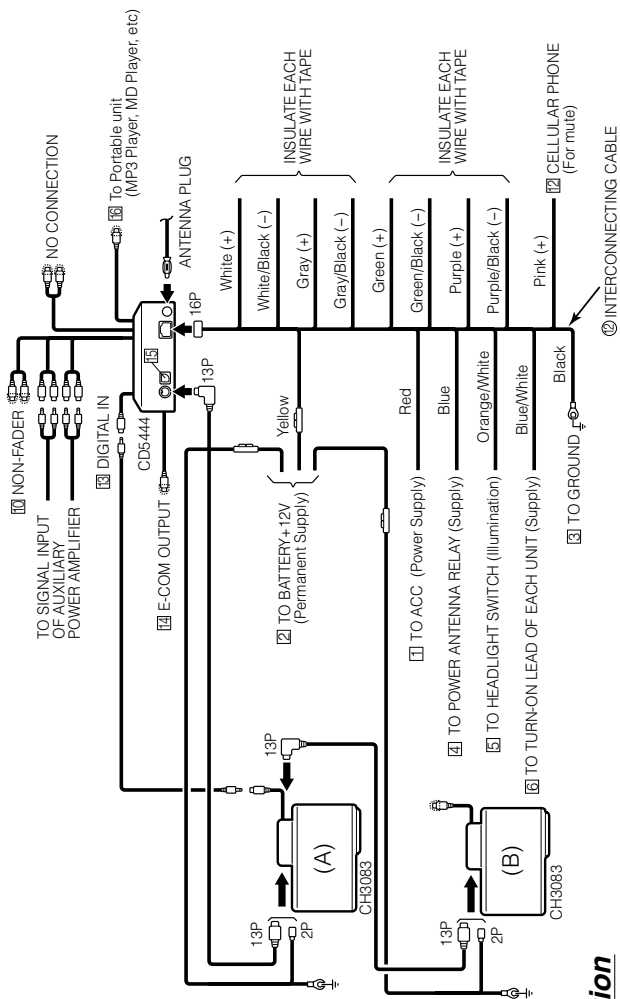 NO CONNECTION
16 To Portable unit
(MP3 Player, MD Player, etc)
ANTENNA PLUG
10 NON-FADER
TO SIGNAL INPUT
OF AUXILIARY
POWER AMPLIFIER
13 DIGITAL IN
CD5444
15
16P
13P
14 E-COM OUTPUT
White (+)
White/Black (−)
Gray (+)
Gray/Black (−)
INSULATE EACH
WIRE WITH TAPE
Yellow
2 TO BATTERY+12V
(Permanent Supply)
Green (+)
Green/Black (−)
Purple (+)
Purple/Black (−)
INSULATE EACH
WIRE WITH TAPE
Red
1 TO ACC (Power Supply)
Blue
4 TO POWER ANTENNA RELAY (Supply)
Orange/White
5 TO HEADLIGHT SWITCH (Illumination)
Blue/White
6 TO TURN-ON LEAD OF EACH UNIT (Supply)
Pink (+)
12 CELLULAR PHONE
(For mute)
Black
3 TO GROUND
⑫ INTERCONNECTING CABLE
13P
(A)
CH3083
13P
2P
(B)
CH3083
13P
2P
ion